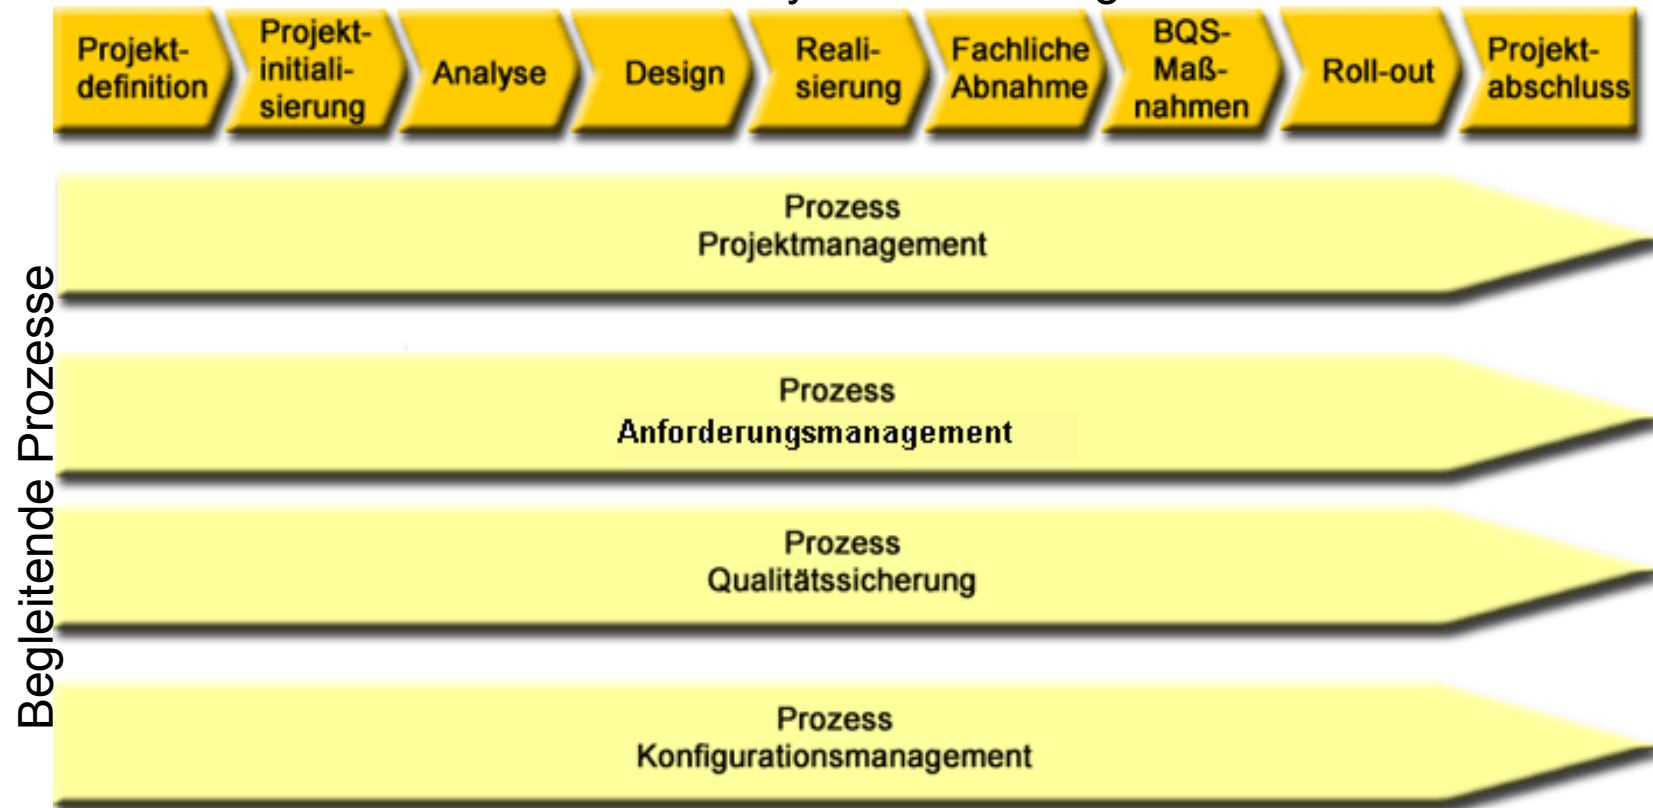 Projekt-
definition
Projekt-
initiali-
sierung
Analyse
Design
Reali-
sierung
Fachliche
Abnahme
BQS-
Maß-
nahmen
Roll-out
Projekt-
abschluss
Begleitende Prozesse
Prozess
Projektmanagement
Prozess
Anforderungsmanagement
Prozess
Qualitätssicherung
Prozess
Konfigurationsmanagement